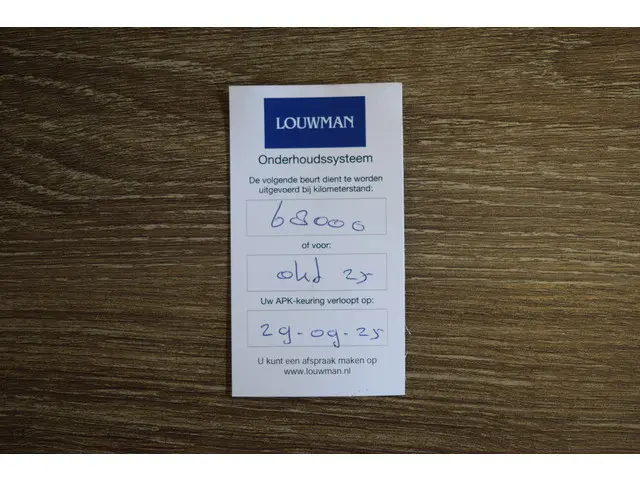 LOUWMAN
Onderhoudssysteem
De volgende beurt dient te worden
uitgevoerd bij kilometerstand:
68000
of voor:
okt 25
Uw APK-keuring verloopt op:
29-09-25
U kunt een afspraak maken op
www.louwman.nl